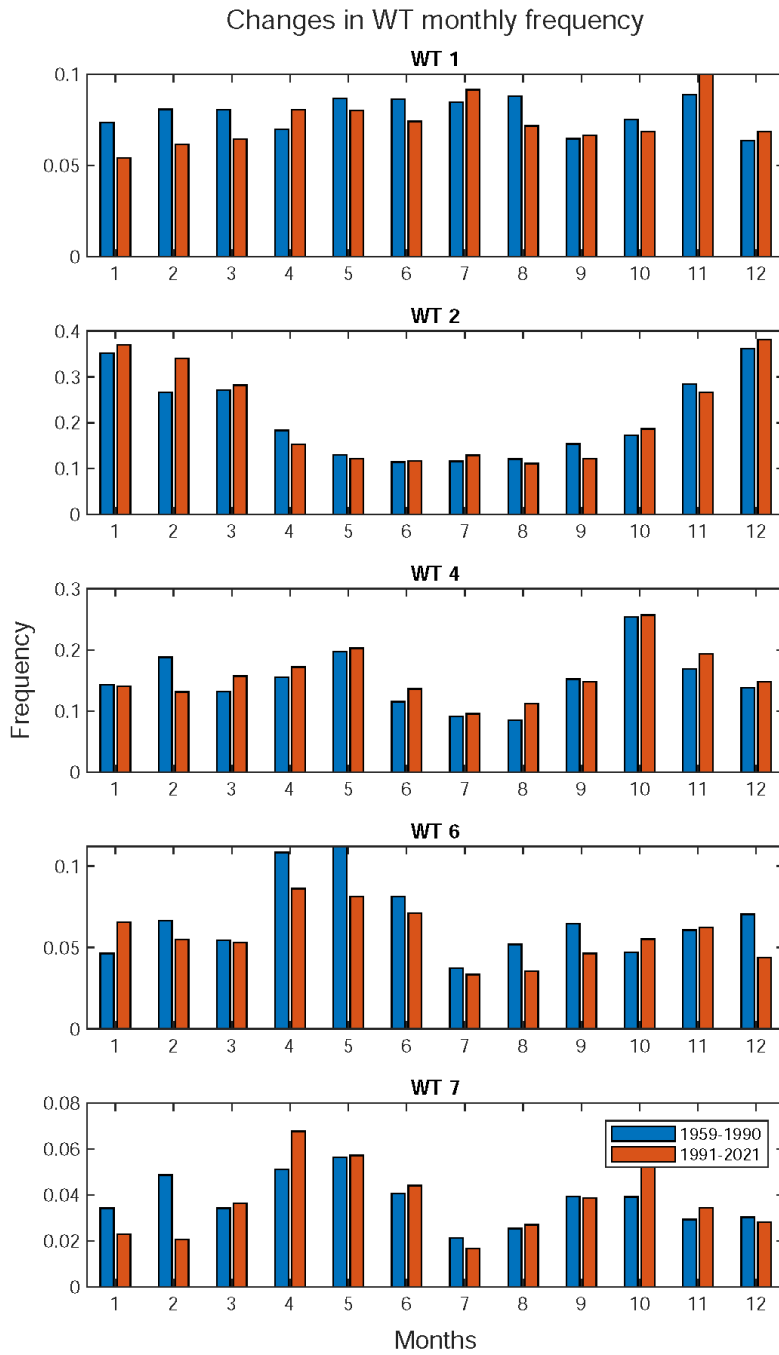 Changes in WT monthly frequency
WT 1
0.1
0.05
0
1 2 3 4 5 6 7 8 9 10 11 12
WT 2
0.4
0.3
0.2
0.1
0
1 2 3 4 5 6 7 8 9 10 11 12
WT 4
0.3
0.2
0.1
0
1 2 3 4 5 6 7 8 9 10 11 12
Frequency
WT 6
0.1
0.05
0
1 2 3 4 5 6 7 8 9 10 11 12
WT 7
0.08
0.06
0.04
0.02
0
1959-1990
1991-2021
1 2 3 4 5 6 7 8 9 10 11 12
Months